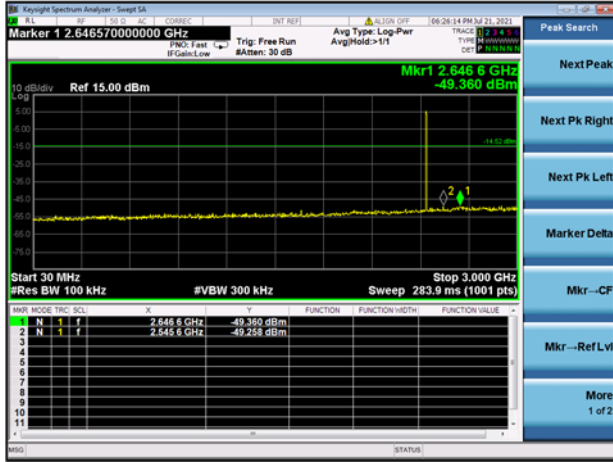 Keysight Spectrum Analyzer - Swept SA
RL RF 50 Ω AC CORREC INT REF ALIGN OFF 06:26:14 PM Jul 21, 2021
Marker 1 2.646570000000 GHz
PNO: Fast
IFGain:Low
Trig: Free Run
#Atten: 30 dB
Avg Type: Log-Pwr
Avg|Hold:>1/1
TRACE 1 2 3 4 5 6
TYPE MWWWWW
DET P NNNNN
Peak Search
Mkr1 2.646 6 GHz
-49.360 dBm
10 dB/div Ref 15.00 dBm
Log
5.00
-5.00
-15.0
-14.52 dBm
-25.0
-35.0
-45.0
-55.0
-65.0
-75.0
2
1
Start 30 MHz
Stop 3.000 GHz
#Res BW 100 kHz #VBW 300 kHz Sweep 283.9 ms (1001 pts)
MKR MODE TRC SCL X Y FUNCTION FUNCTION WIDTH FUNCTION VALUE
1 N 1 f 2.646 6 GHz -49.360 dBm
2 N 1 f 2.545 6 GHz -49.258 dBm
3
4
5
6
7
8
9
10
11
MSG
STATUS
Next Peak
Next Pk Right
Next Pk Left
Marker Delta
Mkr→CF
Mkr→Ref Lvl
More
1 of 2